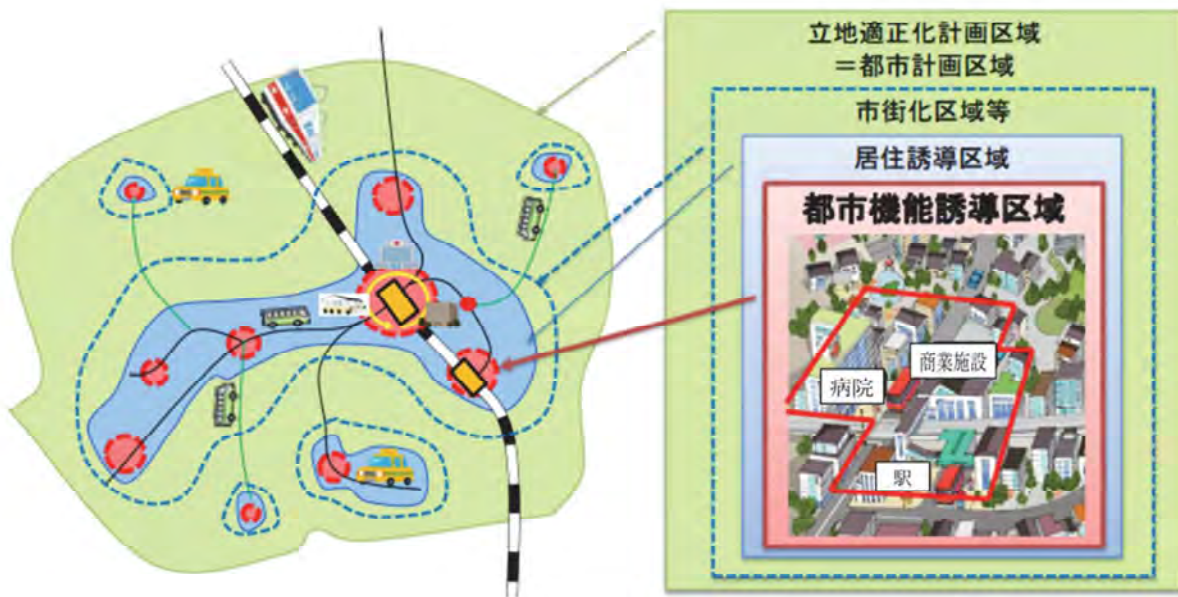 立地適正化計画区域
＝都市計画区域
市街化区域等
居住誘導区域
都市機能誘導区域
商業施設
病院
駅